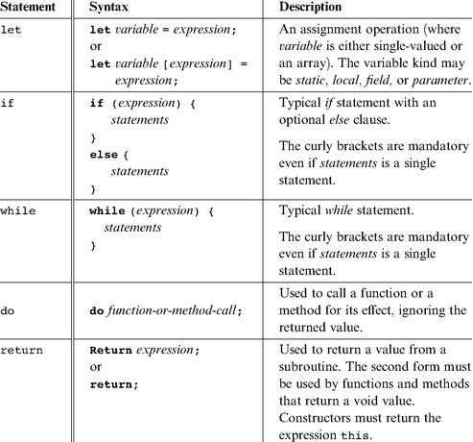 Statement Syntax Description
let let variable = expression; An assignment operation (where
or variable is either single-valued or
let variable [expression] = an array). The variable kind may
expression; be static, local, field, or parameter.
if if (expression) { Typical if statement with an
statements optional else clause.
}
The curly brackets are mandatory
else { even if statements is a single
statements statement.
}
while while (expression) { Typical while statement.
statements
} The curly brackets are mandatory
even if statements is a single
statement.
Used to call a function or a
do do function-or-method-call; method for its effect, ignoring the
returned value.
return Return expression; Used to return a value from a
or subroutine. The second form must
return; be used by functions and methods
that return a void value.
Constructors must return the
expression this.